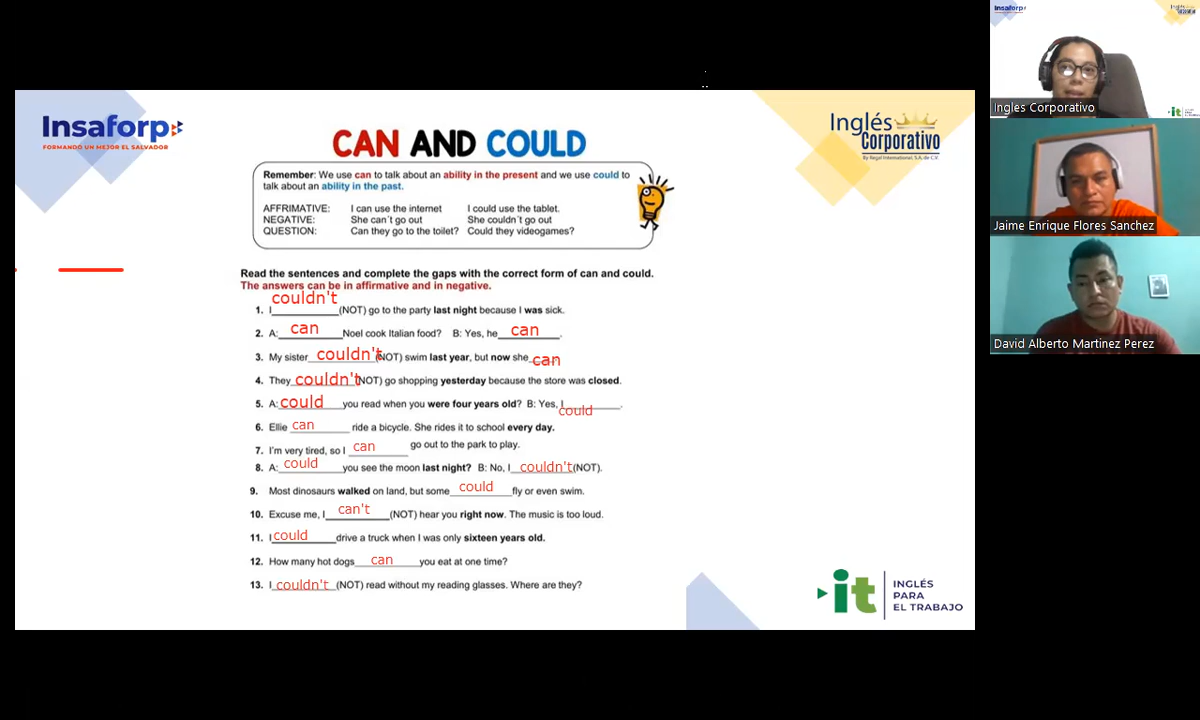 Insaforp
FORMANDO UN MEJOR EL SALVADOR
Inglés
Corporativo
By Regal International, S.A. de C.V.
CAN AND COULD
Remember: We use can to talk about an ability in the present and we use could to
talk about an ability in the past.
AFFRIMATIVE: I can use the internet I could use the tablet.
NEGATIVE: She can´t go out She couldn´t go out
QUESTION: Can they go to the toilet? Could they videogames?
Read the sentences and complete the gaps with the correct form of can and could.
The answers can be in affirmative and in negative.
1. I couldn't (NOT) go to the party last night because I was sick.
2. A: can Noel cook Italian food? B: Yes, he can.
3. My sister couldn't (NOT) swim last year, but now she can
4. They couldn't (NOT) go shopping yesterday because the store was closed.
5. A: could you read when you were four years old? B: Yes, I could.
6. Ellie can ride a bicycle. She rides it to school every day.
7. I'm very tired, so I can go out to the park to play.
8. A: could you see the moon last night? B: No, I couldn't (NOT).
9. Most dinosaurs walked on land, but some could fly or even swim.
10. Excuse me, I can't (NOT) hear you right now. The music is too loud.
11. I could drive a truck when I was only sixteen years old.
12. How many hot dogs can you eat at one time?
13. I couldn't (NOT) read without my reading glasses. Where are they?
it
INGLÉS
PARA
EL TRABAJO
Insaforp
Ingles Corporativo
Jaime Enrique Flores Sanchez
David Alberto Martinez Perez